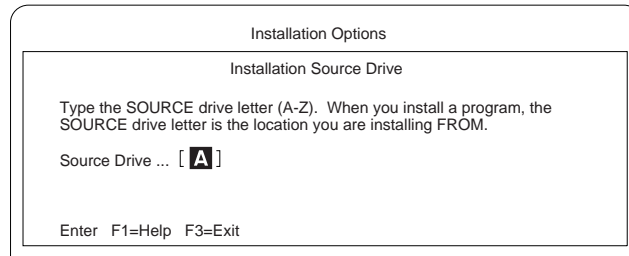 Installation Options
Installation Source Drive
Type the SOURCE drive letter (A-Z). When you install a program, the
SOURCE drive letter is the location you are installing FROM.
Source Drive ... [ A ]
Enter F1=Help F3=Exit